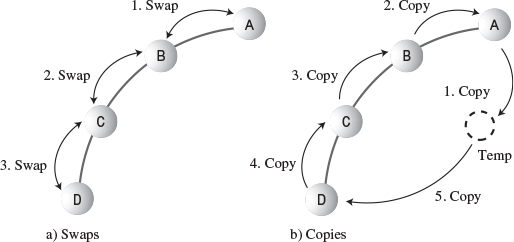 1. Swap
A
B
2. Swap
C
3. Swap
D
a) Swaps
2. Copy
A
B
3. Copy
1. Copy
C
Temp
4. Copy
5. Copy
D
b) Copies